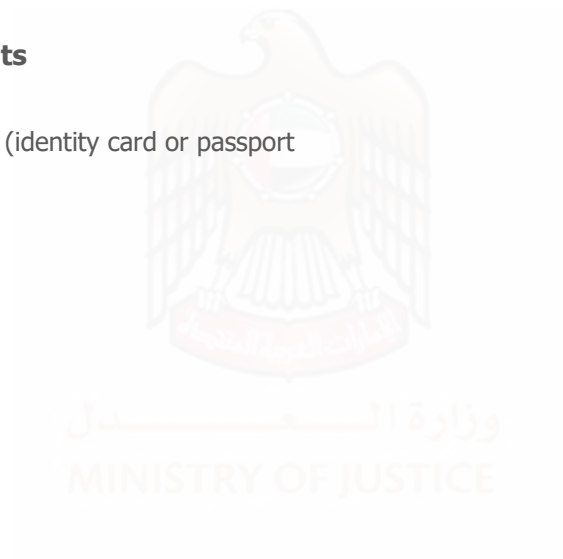 ts
(identity card or passport
وزارة العدل
MINISTRY OF JUSTICE